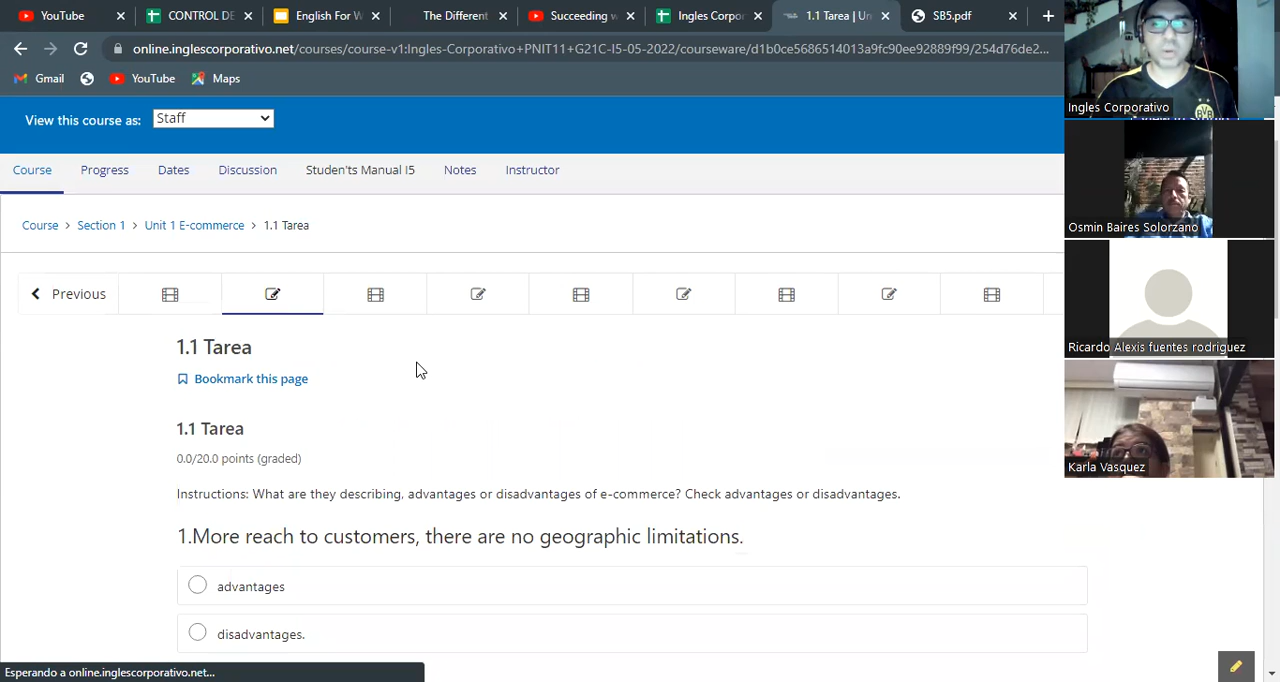 YouTube
CONTROL DE
English For W
The Different
Succeeding w
Ingles Corpor
1.1 Tarea | Un
SB5.pdf
online.inglescorporativo.net/courses/course-v1:Ingles-Corporativo+PNIT11+G21C-I5-05-2022/courseware/d1b0ce5686514013a9fc90ee92889f99/254d76de2...
Gmail
YouTube
Maps
View this course as:
Staff
Course
Progress
Dates
Discussion
Studen'ts Manual I5
Notes
Instructor
Course > Section 1 > Unit 1 E-commerce > 1.1 Tarea
Previous
1.1 Tarea
Bookmark this page
1.1 Tarea
0.0/20.0 points (graded)
Instructions: What are they describing, advantages or disadvantages of e-commerce? Check advantages or disadvantages.
1.More reach to customers, there are no geographic limitations.
advantages
disadvantages.
Esperando a online.inglescorporativo.net...
Ingles Corporativo
BVB
Osmin Baires Solorzano
Ricardo Alexis fuentes rodriguez
Karla Vasquez